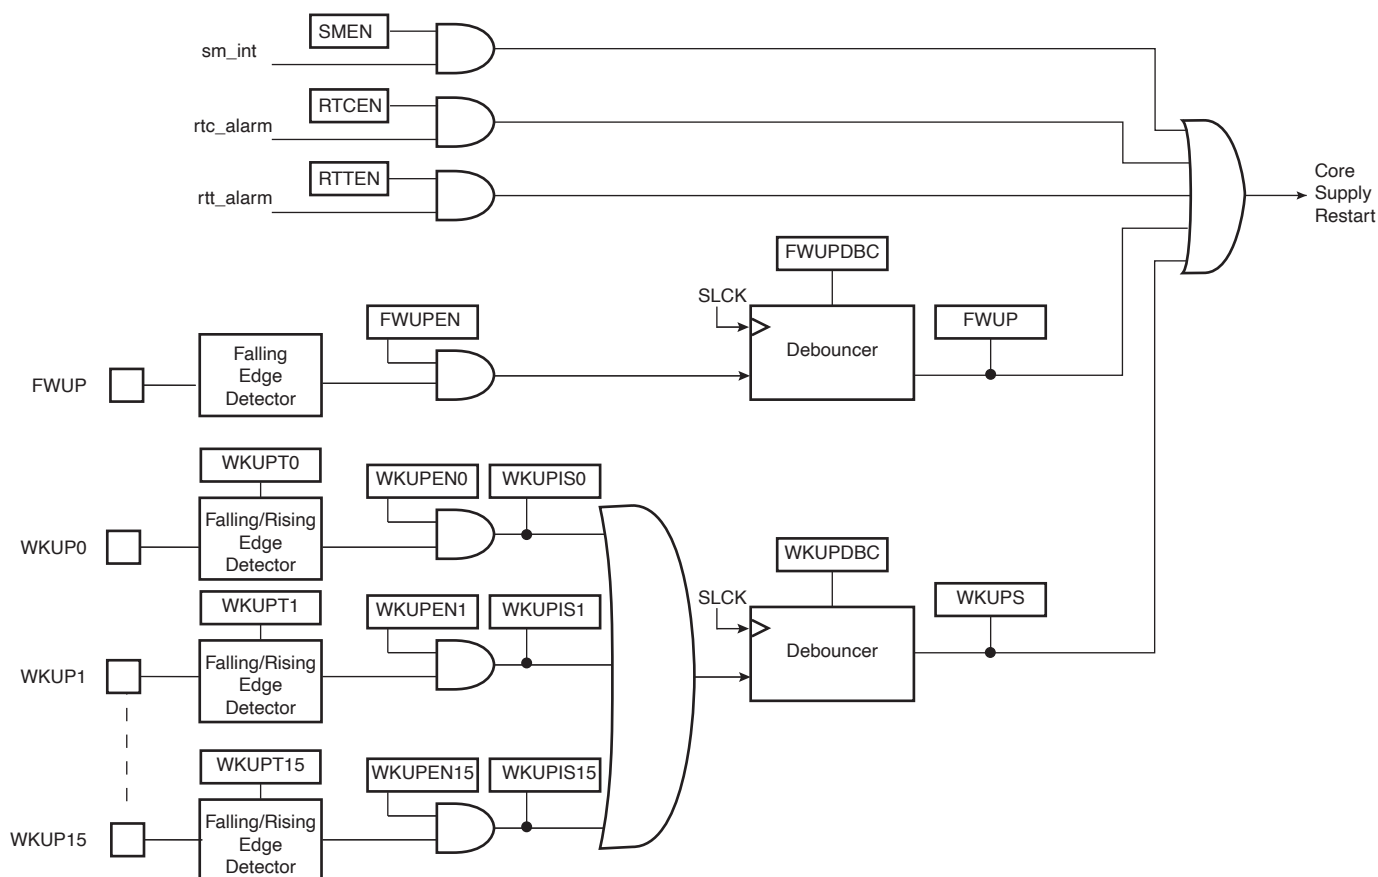 SMEN
sm_int
RTCEN
rtc_alarm
RTTEN
rtt_alarm
Core
Supply
Restart
FWUPDBC
SLCK
FWUPEN
FWUP
Debouncer
Falling
Edge
Detector
FWUP
WKUPT0
WKUPEN0
WKUPIS0
Falling/Rising
Edge
Detector
WKUP0
WKUPDBC
SLCK
WKUPT1
WKUPEN1
WKUPIS1
WKUPS
Debouncer
Falling/Rising
Edge
Detector
WKUP1
WKUPT15
WKUPEN15
WKUPIS15
Falling/Rising
Edge
Detector
WKUP15